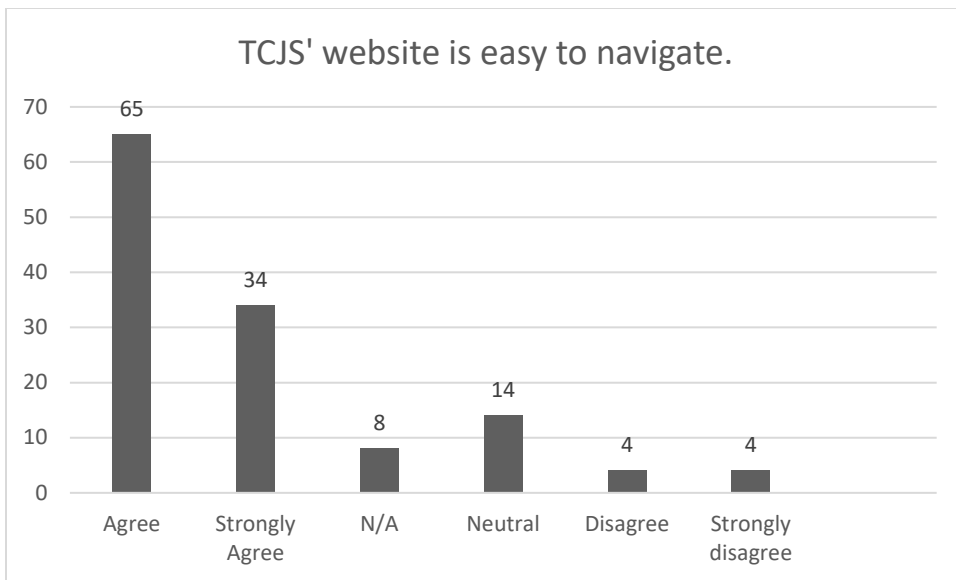 TCJS' website is easy to navigate.
70
60
50
40
30
20
10
0
65
34
8
14
4
4
Agree
Strongly
Agree
N/A
Neutral
Disagree
Strongly
disagree